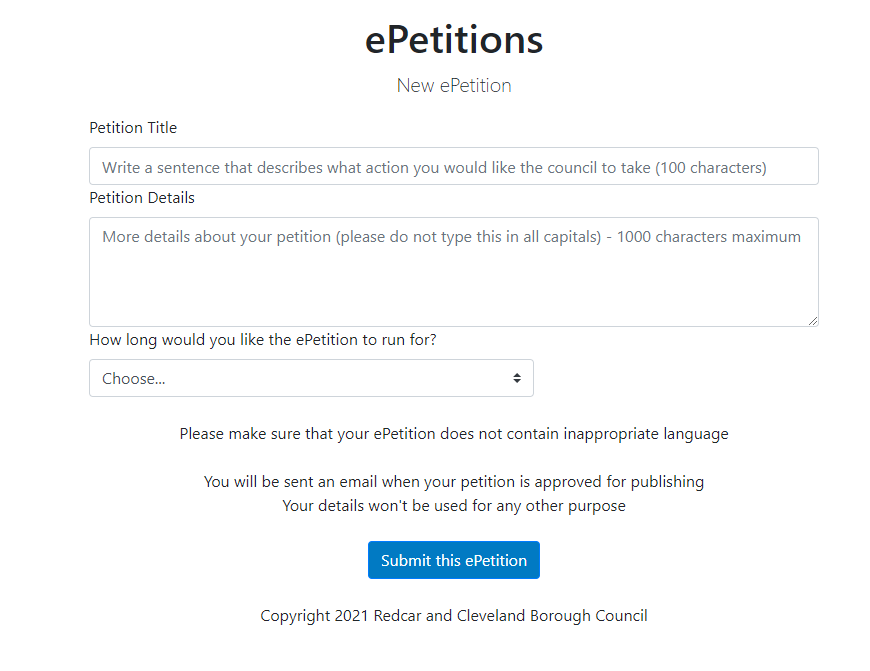 ePetitions
New ePetition
Petition Title
Write a sentence that describes what action you would like the council to take (100 characters)
Petition Details
More details about your petition (please do not type this in all capitals) - 1000 characters maximum
How long would you like the ePetition to run for?
Choose...
Please make sure that your ePetition does not contain inappropriate language
You will be sent an email when your petition is approved for publishing
Your details won't be used for any other purpose
Submit this ePetition
Copyright 2021 Redcar and Cleveland Borough Council